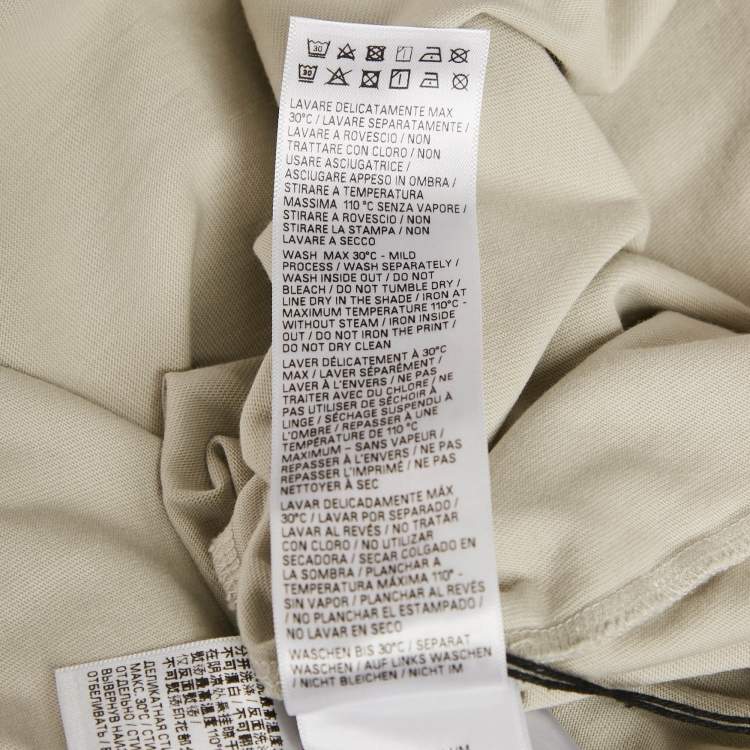 30
30
LAVARE DELICATAMENTE MAX
30°C / LAVARE SEPARATAMENTE /
LAVARE A ROVESCIO / NON
TRATTARE CON CLORO / NON
USARE ASCIUGATRICE /
ASCIUGARE APPESO IN OMBRA /
STIRARE A TEMPERATURA
MASSIMA 110 °C SENZA VAPORE /
STIRARE A ROVESCIO / NON
STIRARE LA STAMPA / NON
LAVARE A SECCO
WASH MAX 30°C - MILD
PROCESS / WASH SEPARATELY /
WASH INSIDE OUT / DO NOT
BLEACH / DO NOT TUMBLE DRY /
LINE DRY IN THE SHADE / IRON AT
MAXIMUM TEMPERATURE 110°C -
WITHOUT STEAM / IRON INSIDE
OUT / DO NOT IRON THE PRINT /
DO NOT DRY CLEAN
LAVER DÉLICATEMENT À 30°C
MAX / LAVER SÉPARÉMENT /
LAVER À L'ENVERS / NE PAS
TRAITER AVEC DU CHLORE / NE
PAS UTILISER DE SÉCHOIR À
LINGE / SÉCHAGE SUSPENDU À
L'OMBRE / REPASSER À UNE
TEMPÉRATURE DE 110 °C
MAXIMUM – SANS VAPEUR /
REPASSER À L'ENVERS / NE PAS
REPASSER L'IMPRIMÉ / NE PAS
NETTOYER À SEC
LAVAR DELICADAMENTE MÁX
30°C / LAVAR POR SEPARADO /
LAVAR AL REVÉS / NO TRATAR
CON CLORO / NO UTILIZAR
SECADORA / SECAR COLGADO EN
LA SOMBRA / PLANCHAR A
TEMPERATURA MÁXIMA 110° -
SIN VAPOR / PLANCHAR AL REVÉS
/ NO PLANCHAR EL ESTAMPADO /
NO LAVAR EN SECO
WASCHEN BIS 30°C / SEPARAT
WASCHEN / AUF LINKS WASCHEN
/ NICHT BLEICHEN / NICHT IM
ДЕЛИКАТНАЯ
МАКС. 30°C /
ОТДЕЛЬНО /
ВЫВЕРНУВ
ОТБЕЛИВАТЬ /